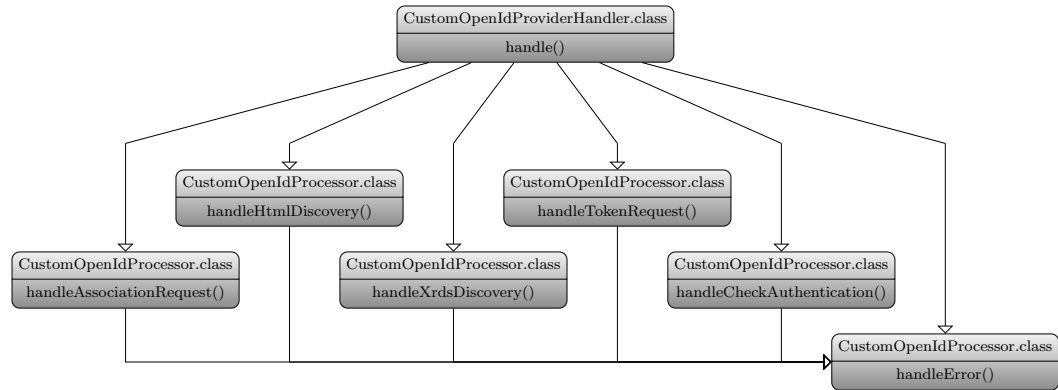 CustomOpenIdProviderHandler.class
handle()
CustomOpenIdProcessor.class
handleHtmlDiscovery()
CustomOpenIdProcessor.class
handleTokenRequest()
CustomOpenIdProcessor.class
handleAssociationRequest()
CustomOpenIdProcessor.class
handleXrdsDiscovery()
CustomOpenIdProcessor.class
handleCheckAuthentication()
CustomOpenIdProcessor.class
handleError()